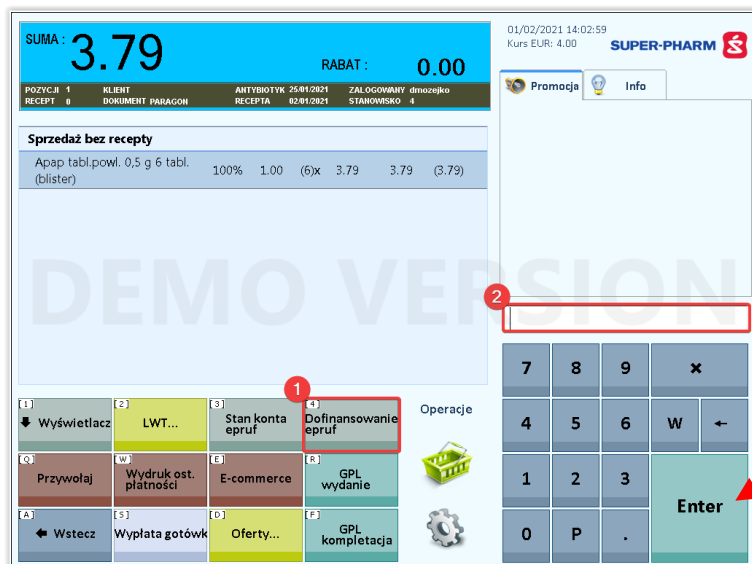 SUMA : 3.79
RABAT : 0.00
POZYCJI 1 KLIENT ANTYBIOTYK 25/01/2021 ZALOGOWANY dmozejko
RECEPT 0 DOKUMENT PARAGON RECEPTA 02/01/2021 STANOWISKO 4
01/02/2021 14:02:59
Kurs EUR: 4.00
SUPER-PHARM
Promocja Info
Sprzedaż bez recepty
Apap tabl.powl. 0,5 g 6 tabl. 100% 1.00 (6)x 3.79 3.79 (3.79)
(blister)
DEMO VERSION
2
1
[1] Wyświetlacz
[2] LWT...
[3] Stan konta
epruf
[4] Dofinansowanie
epruf
Operacje
[Q] Przywołaj
[W] Wydruk ost.
płatności
[E] E-commerce
[R] GPL
wydanie
[A] Wstecz
[S] Wypłata gotówk
[D] Oferty...
[F] GPL
kompletacja
7 8 9 ×
4 5 6 W ←
1 2 3 Enter
0 P .